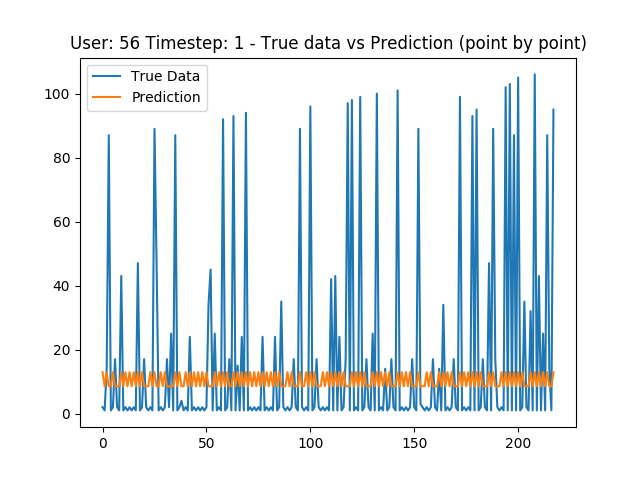 User: 56 Timestep: 1 - True data vs Prediction (point by point)
True Data
Prediction
100
80
60
40
20
0
0 50 100 150 200